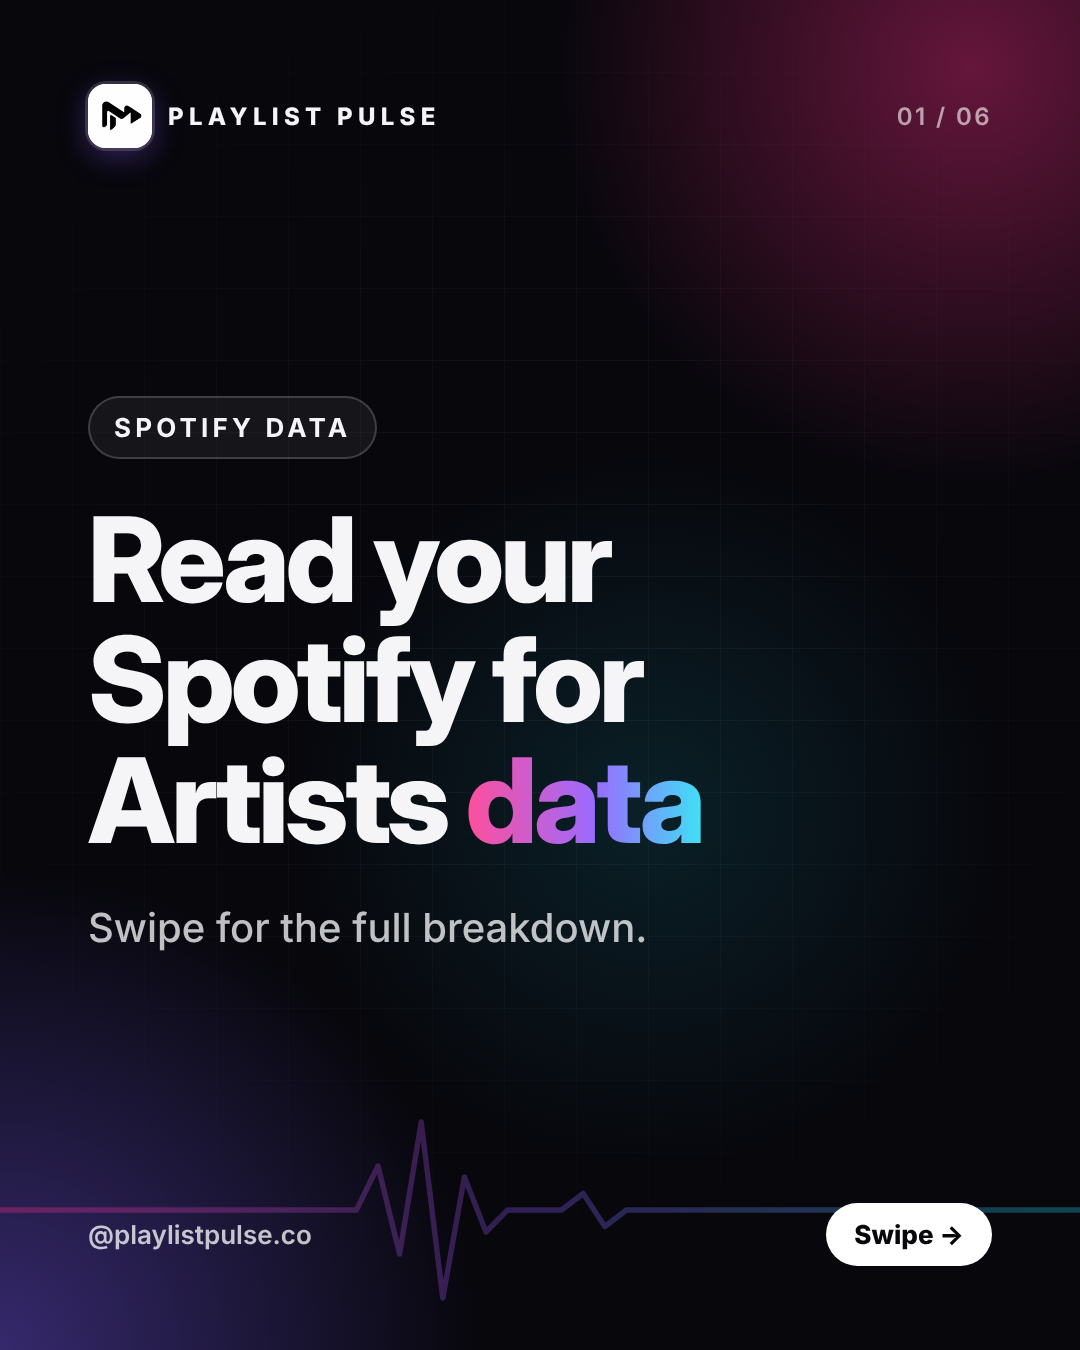 PLAYLIST PULSE
01 / 06
SPOTIFY DATA
Read your
Spotify for
Artists data
Swipe for the full breakdown.
@playlistpulse.co
Swipe →